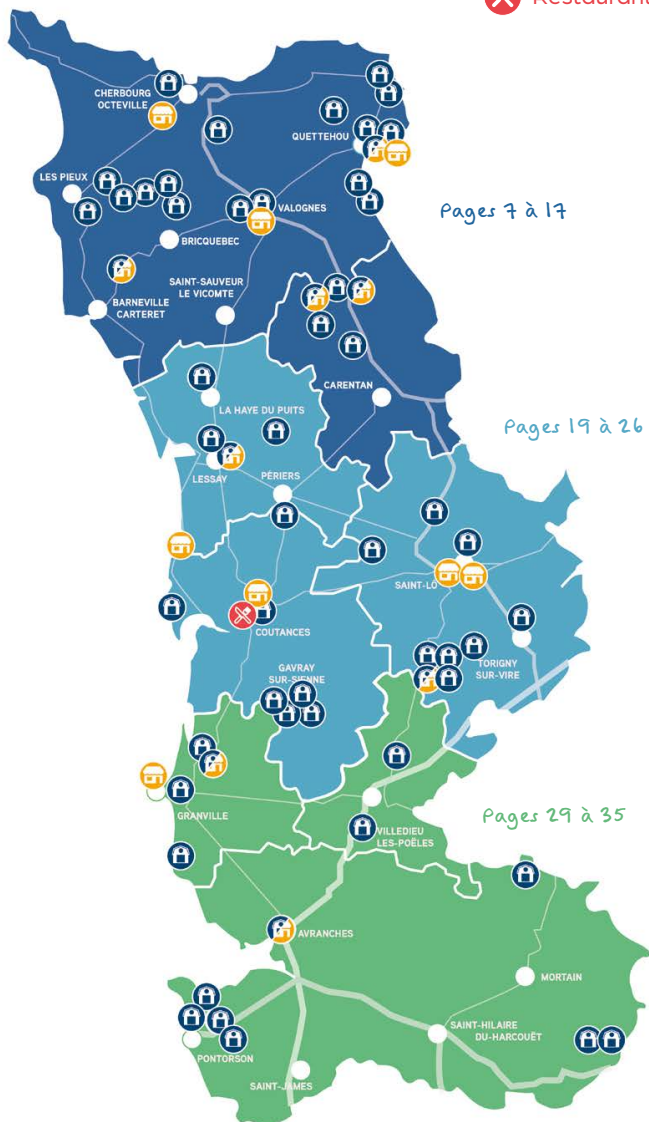 Restaurant
CHERBOURG
OCTEVILLE
QUETTEHOU
LES PIEUX
VALOGNES
Pages 7 à 17
BRICQUEBEC
SAINT-SAUVEUR
LE VICOMTE
BARNEVILLE
CARTERET
CARENTAN
LA HAYE DU PUITS
Pages 19 à 26
LESSAY
PÉRIERS
SAINT-LÔ
COUTANCES
GAVRAY
SUR-SIENNE
TORIGNY
SUR-VIRE
GRANVILLE
Pages 29 à 35
VILLEDIEU
LES-POÊLES
AVRANCHES
MORTAIN
SAINT-HILAIRE
DU-HARCOUËT
PONTORSON
SAINT-JAMES